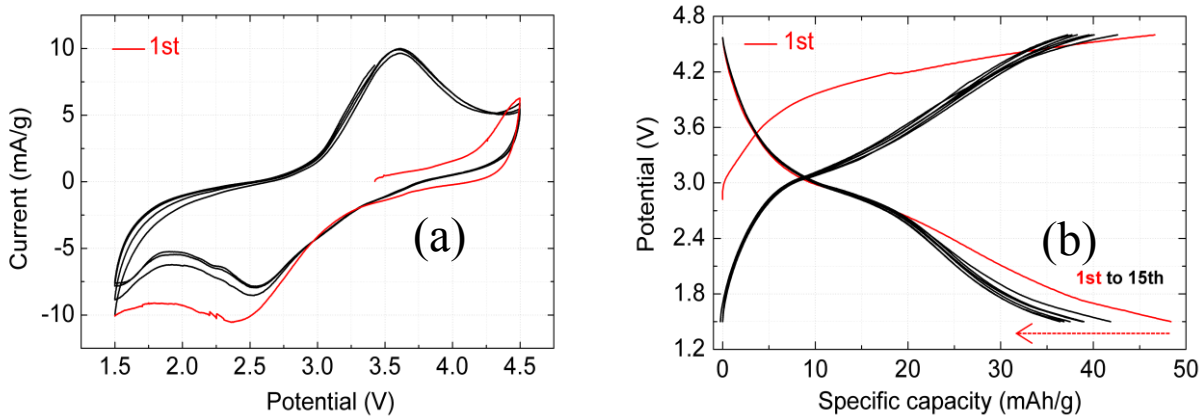 1st
(a)
Current (mA/g)
10
5
0
-5
-10
1.5 2.0 2.5 3.0 3.5 4.0 4.5
Potential (V)
1st
(b)
1st to 15th
Potential (V)
4.8
4.2
3.6
3.0
2.4
1.8
1.2
0 10 20 30 40 50
Specific capacity (mAh/g)